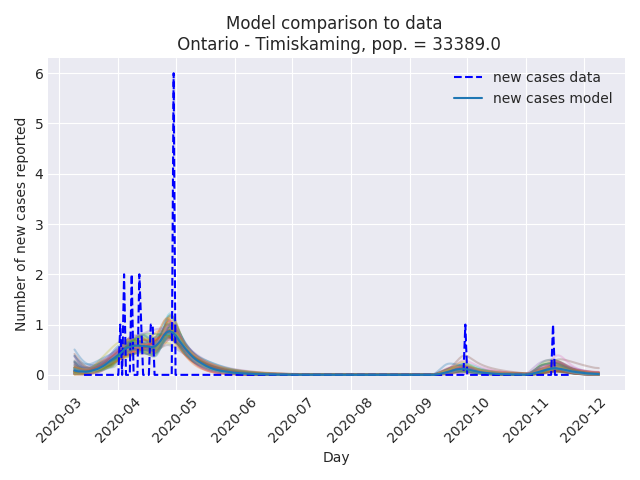 Model comparison to data
Ontario - Timiskaming, pop. = 33389.0
new cases data
new cases model
Number of new cases reported
6
5
4
3
2
1
0
2020-03
2020-04
2020-05
2020-06
2020-07
2020-08
2020-09
2020-10
2020-11
2020-12
Day